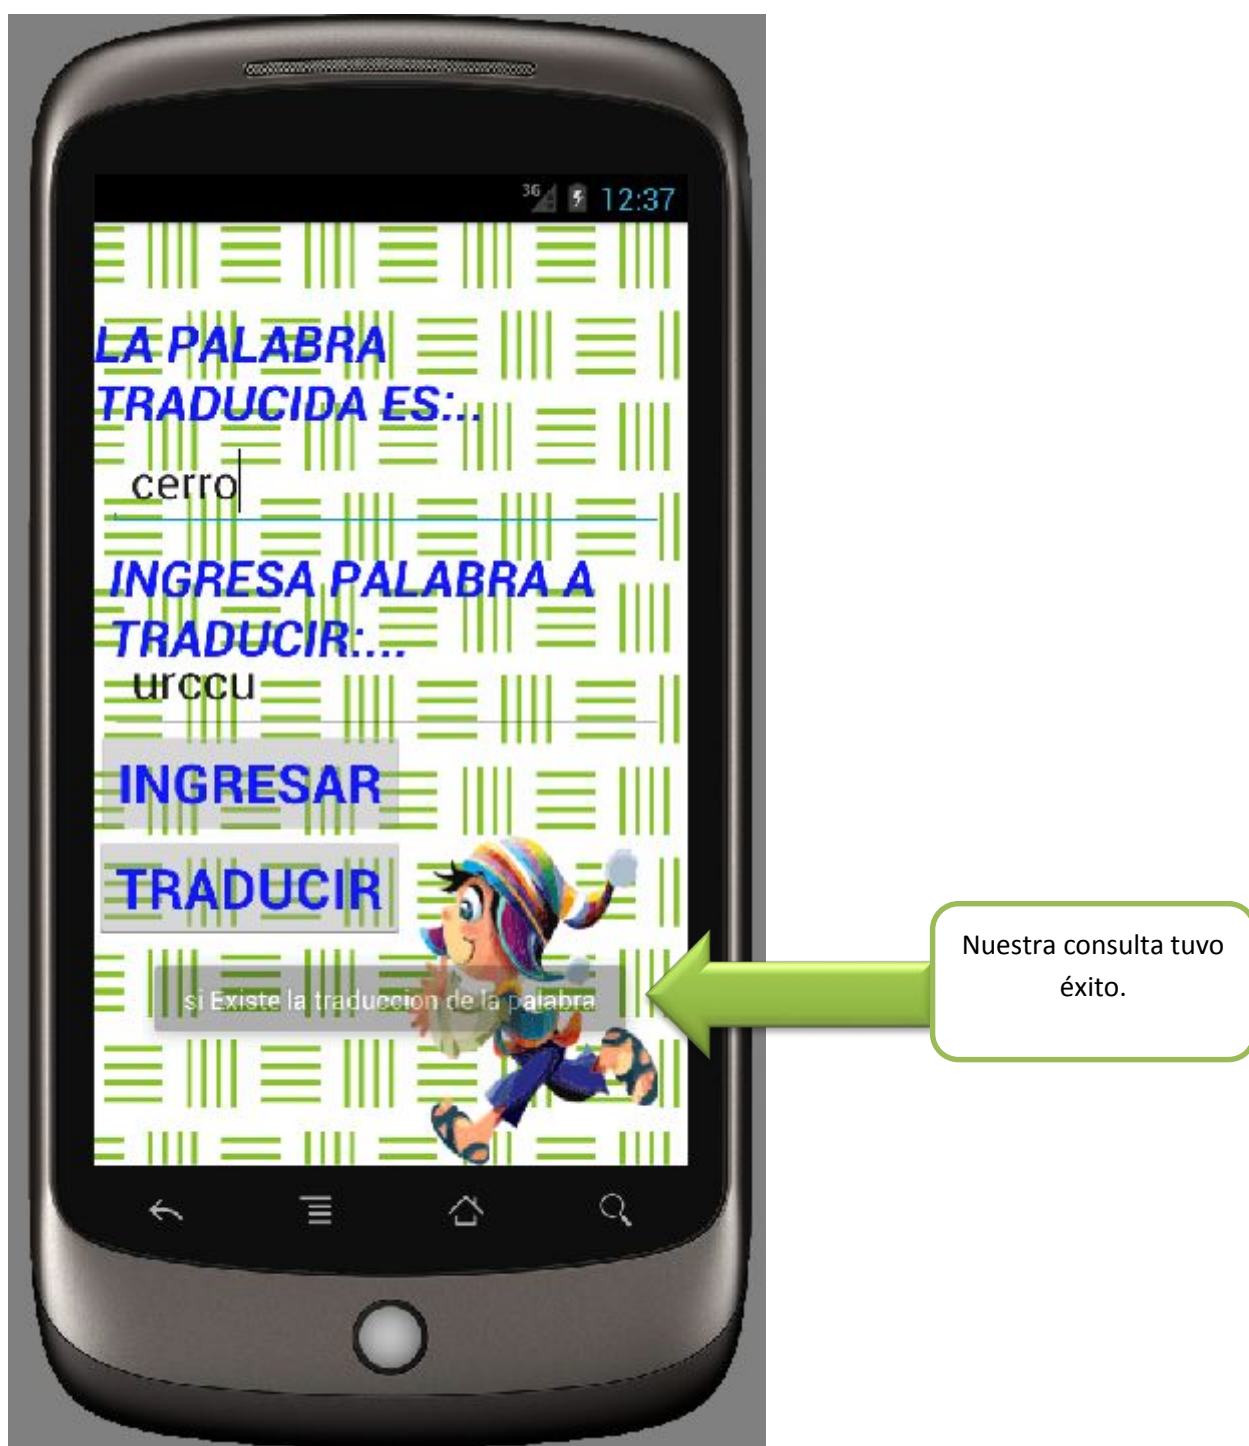 3G 12:37
LA PALABRA
TRADUCIDA ES:..
cerro
INGRESA PALABRA A
TRADUCIR:...
urccu
INGRESAR
TRADUCIR
si Existe la traduccion de la palabra
Nuestra consulta tuvo
éxito.